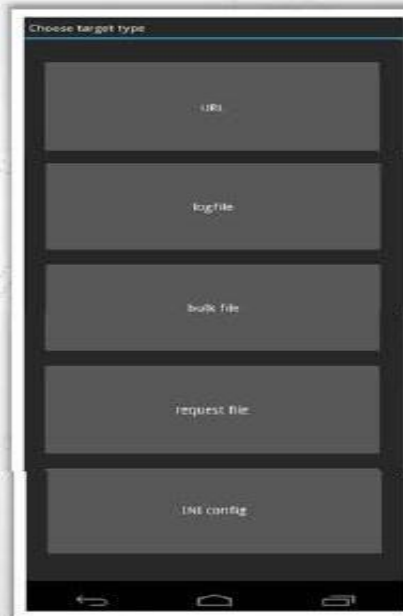 Choose target type
URL
logfile
bulk file
request file
INI config